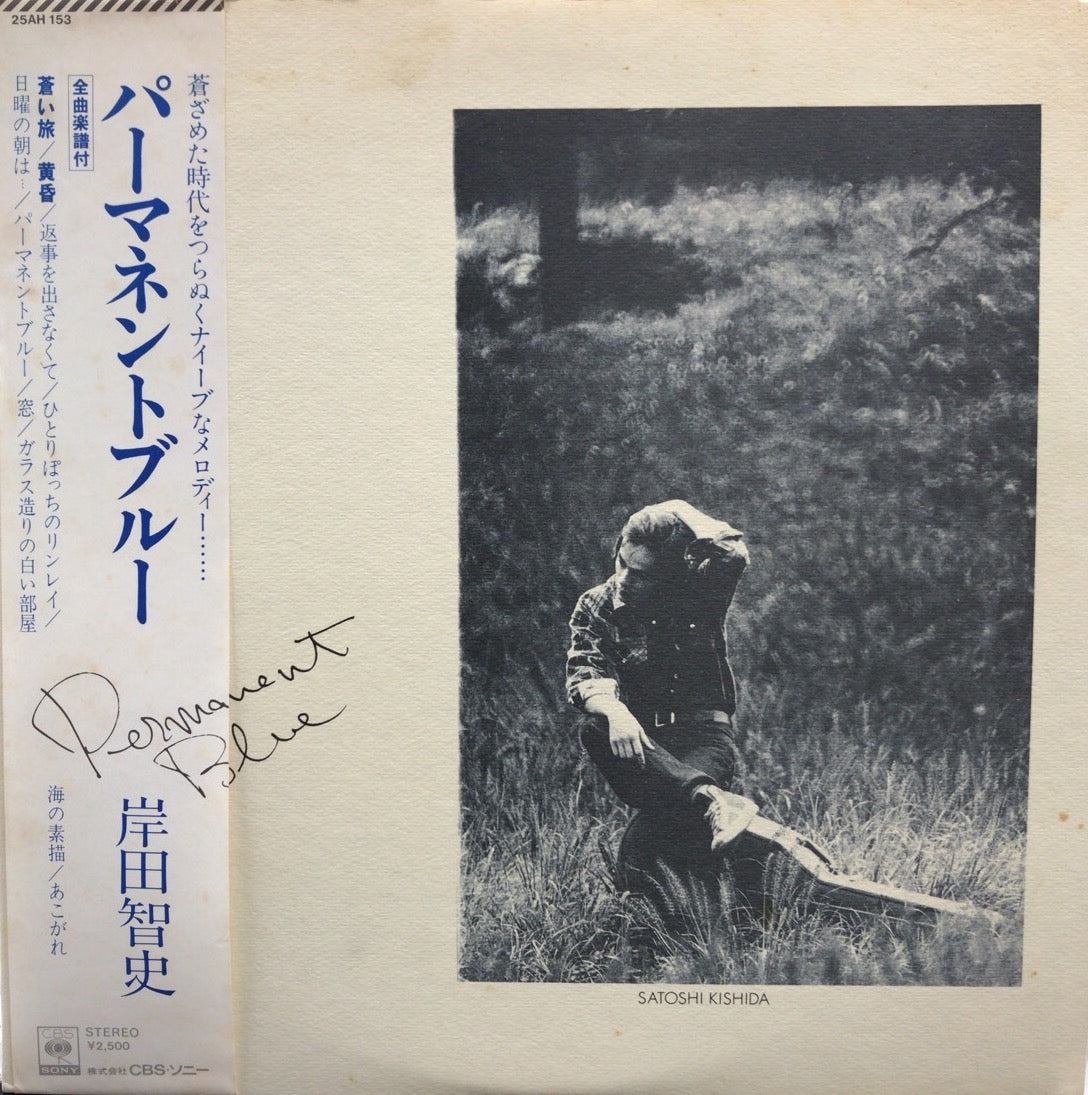 25AH 153
蒼ざめた時代をつらぬくナイーブなメロディー……
パーマネントブルー
全曲楽譜付
蒼い旅/黄昏/返事を出さなくて/ひとりぽっちのリンレイ/
日曜の朝は…/パーマネントブルー/窓/ガラス造りの白い部屋
海の素描/あこがれ
Permanent
Blue
岸田智史
SATOSHI KISHIDA
CBS
SONY
STEREO
¥2,500
株式会社 CBS・ソニー